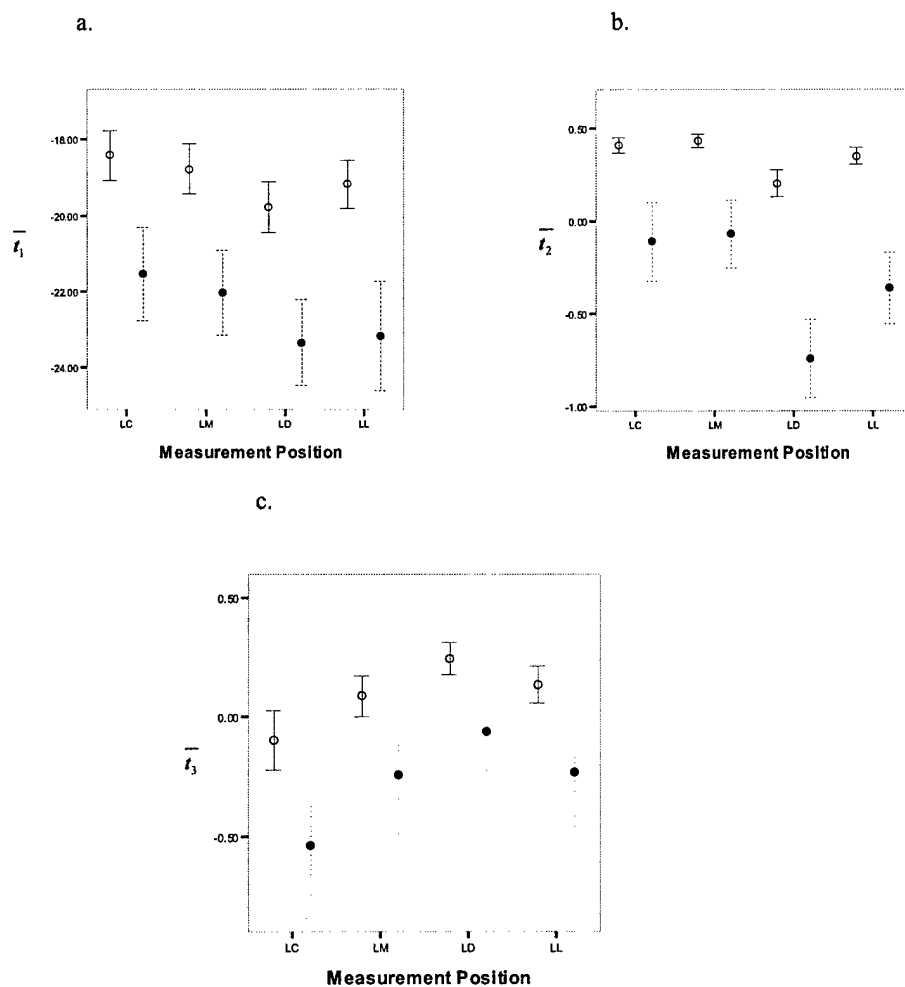 a.
-18.00
-20.00
-22.00
-24.00
t̄₁
LC LM LD LL
Measurement Position
b.
0.50
0.00
-0.50
-1.00
t̄₂
LC LM LD LL
Measurement Position
c.
0.50
0.00
-0.50
t̄₃
LC LM LD LL
Measurement Position